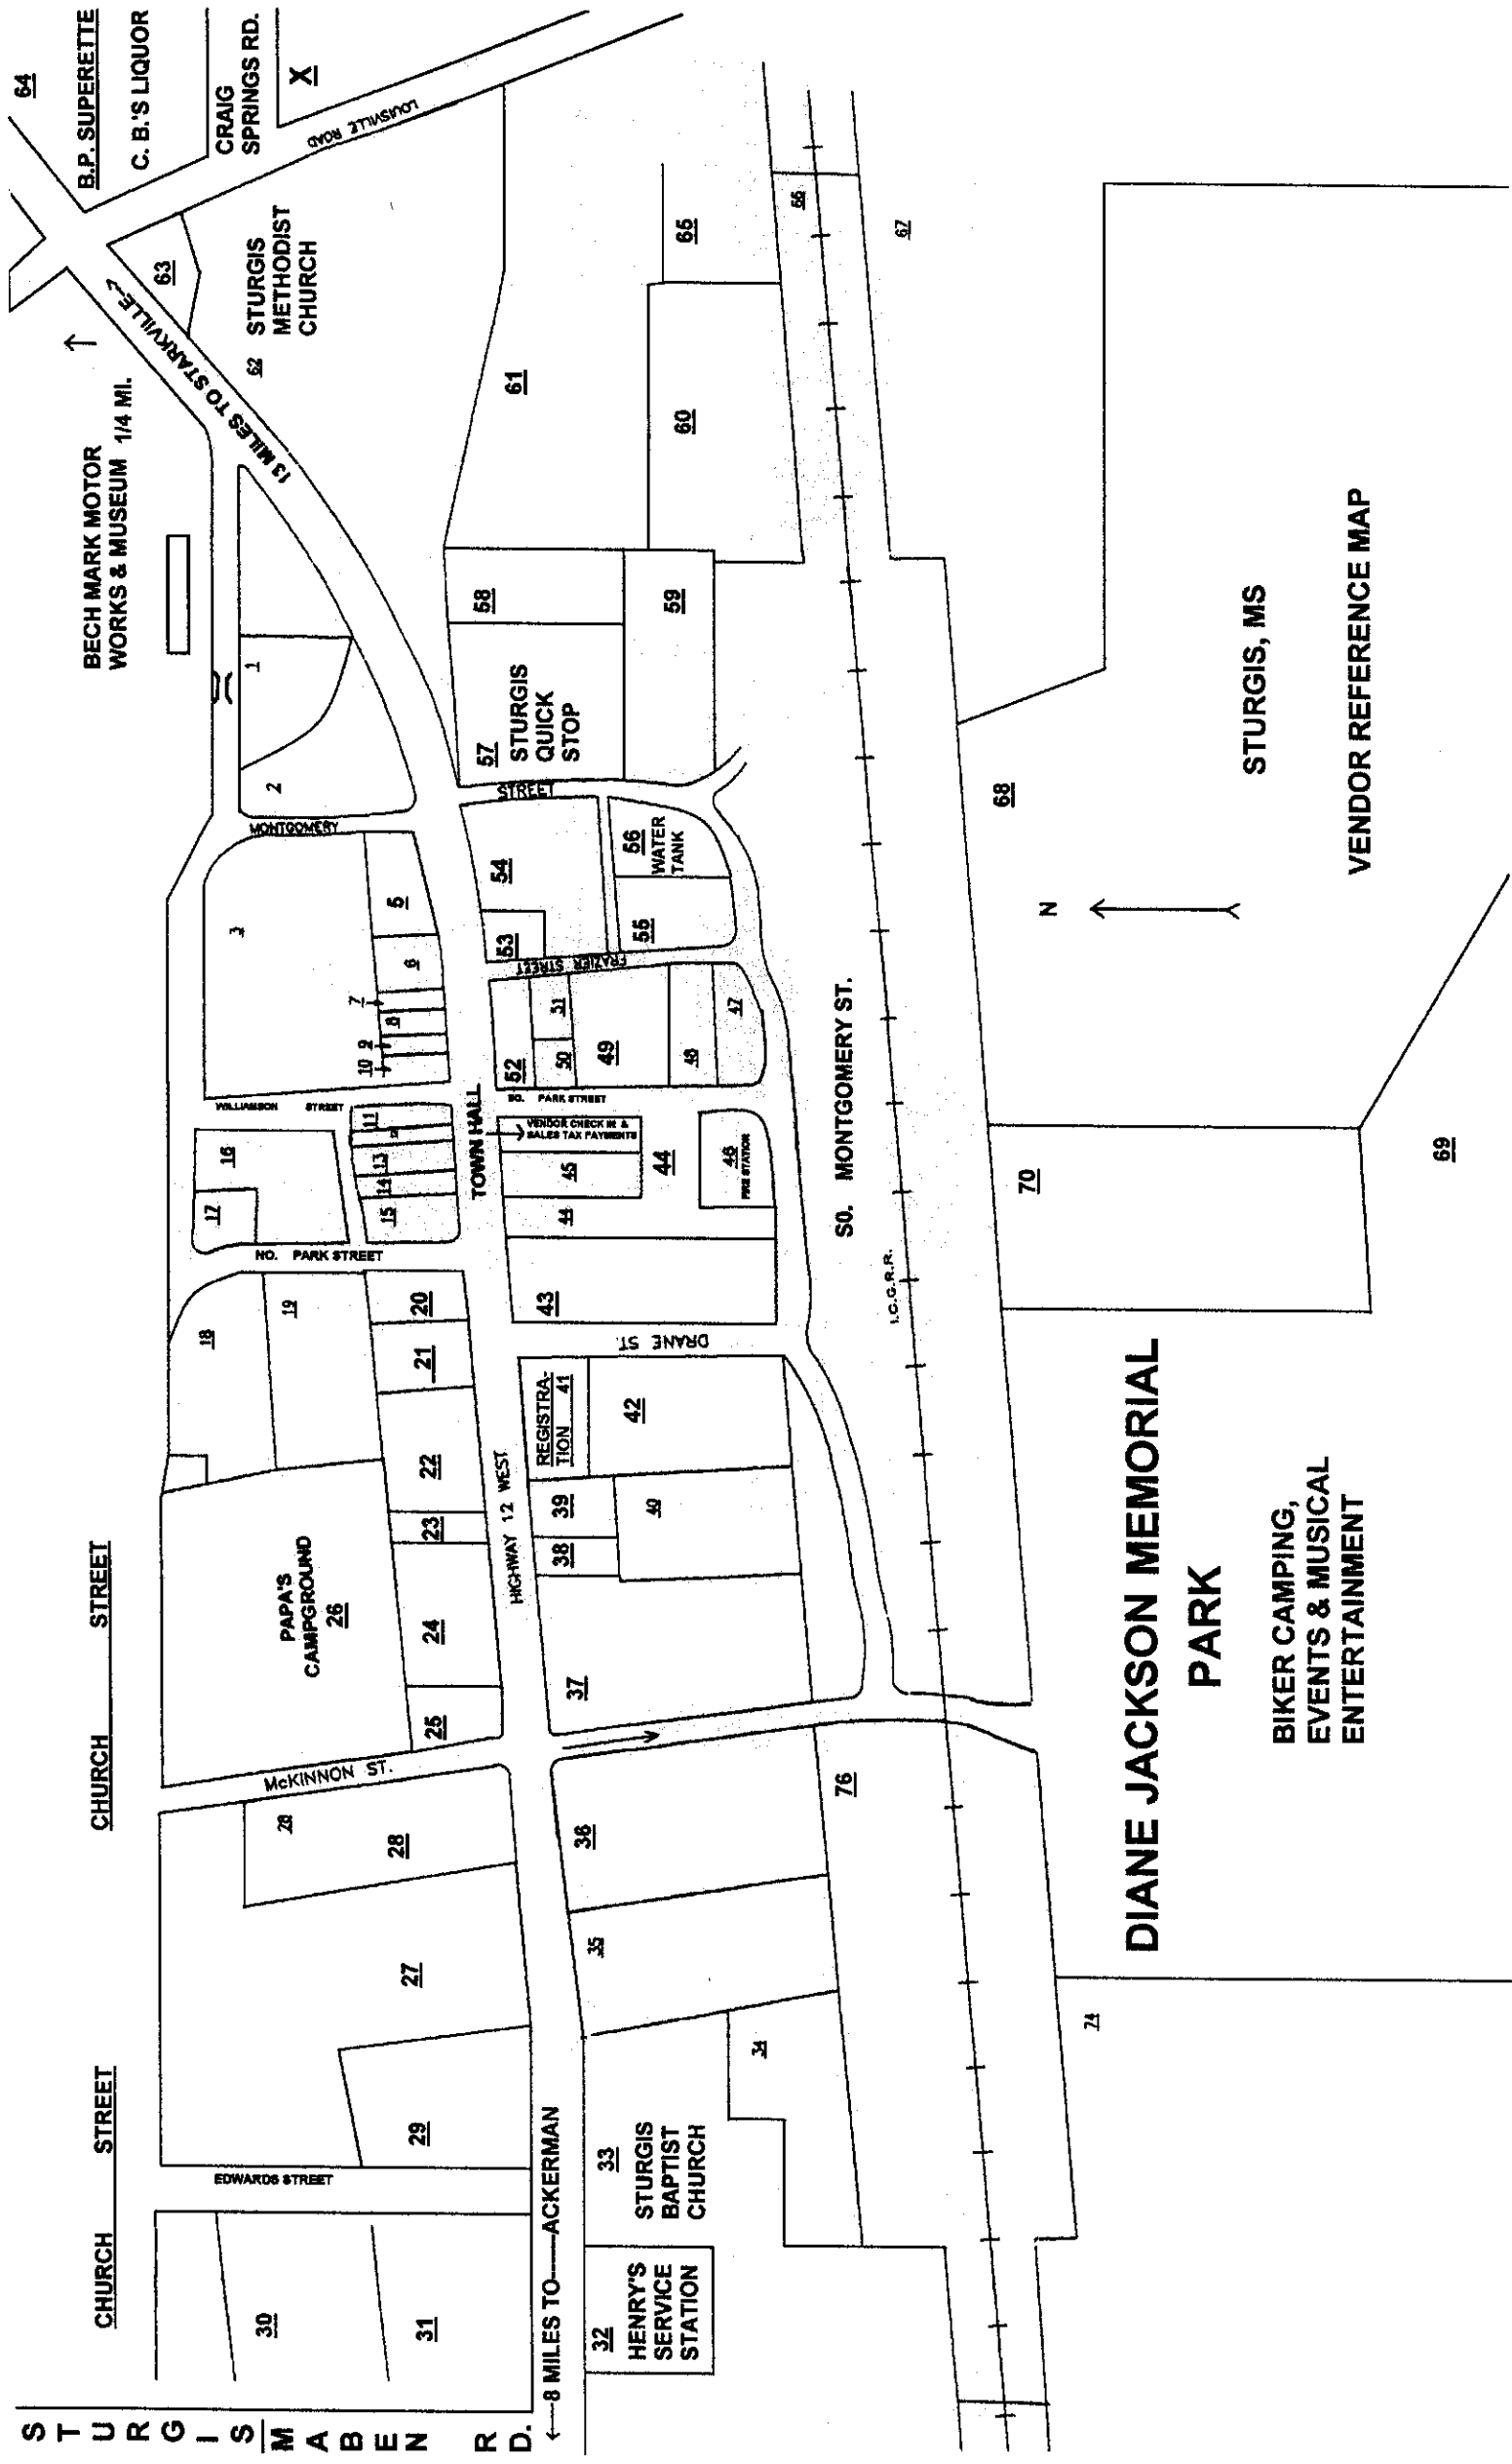 64
B.P. SUPERETTE
C. B.'S LIQUOR
CRAIG
SPRINGS RD.
X
LOUISVILLE ROAD
BECH MARK MOTOR
WORKS & MUSEUM 1/4 MI.
13 MILES TO STARKVILLE-->
63
62 STURGIS
METHODIST
CHURCH
CHURCH STREET
CHURCH STREET
STURGIS
MABEN RD.
1
2
MONTGOMERY
3
5
6
7
8
9
10
WILLIAMSON STREET
11
13
14
15
16
17
NO. PARK STREET
18
19
20
21
22
23
24
25
PAPA'S
CAMPGROUND
26
McKINNON ST.
28
28
27
29
EDWARDS STREET
30
31
HIGHWAY 12 WEST
TOWN HALL
<--8 MILES TO-----ACKERMAN
32
HENRY'S
SERVICE
STATION
33
STURGIS
BAPTIST
CHURCH
34
35
36
37
38
39
40
REGISTRA-
TION 41
42
DRANE ST.
43
44
45
VENDOR CHECK IN &
SALES TAX PAYMENTS
44
46
FIRE STATION
SO. PARK STREET
52
50
51
49
48
47
FRAZIER STREET
53
54
55
56
WATER
TANK
STREET
57
STURGIS
QUICK
STOP
58
59
60
61
65
66
67
SO. MONTGOMERY ST.
I.C.G.R.R.
76
74
70
69
68
N
DIANE JACKSON MEMORIAL
PARK
BIKER CAMPING,
EVENTS & MUSICAL
ENTERTAINMENT
STURGIS, MS
VENDOR REFERENCE MAP